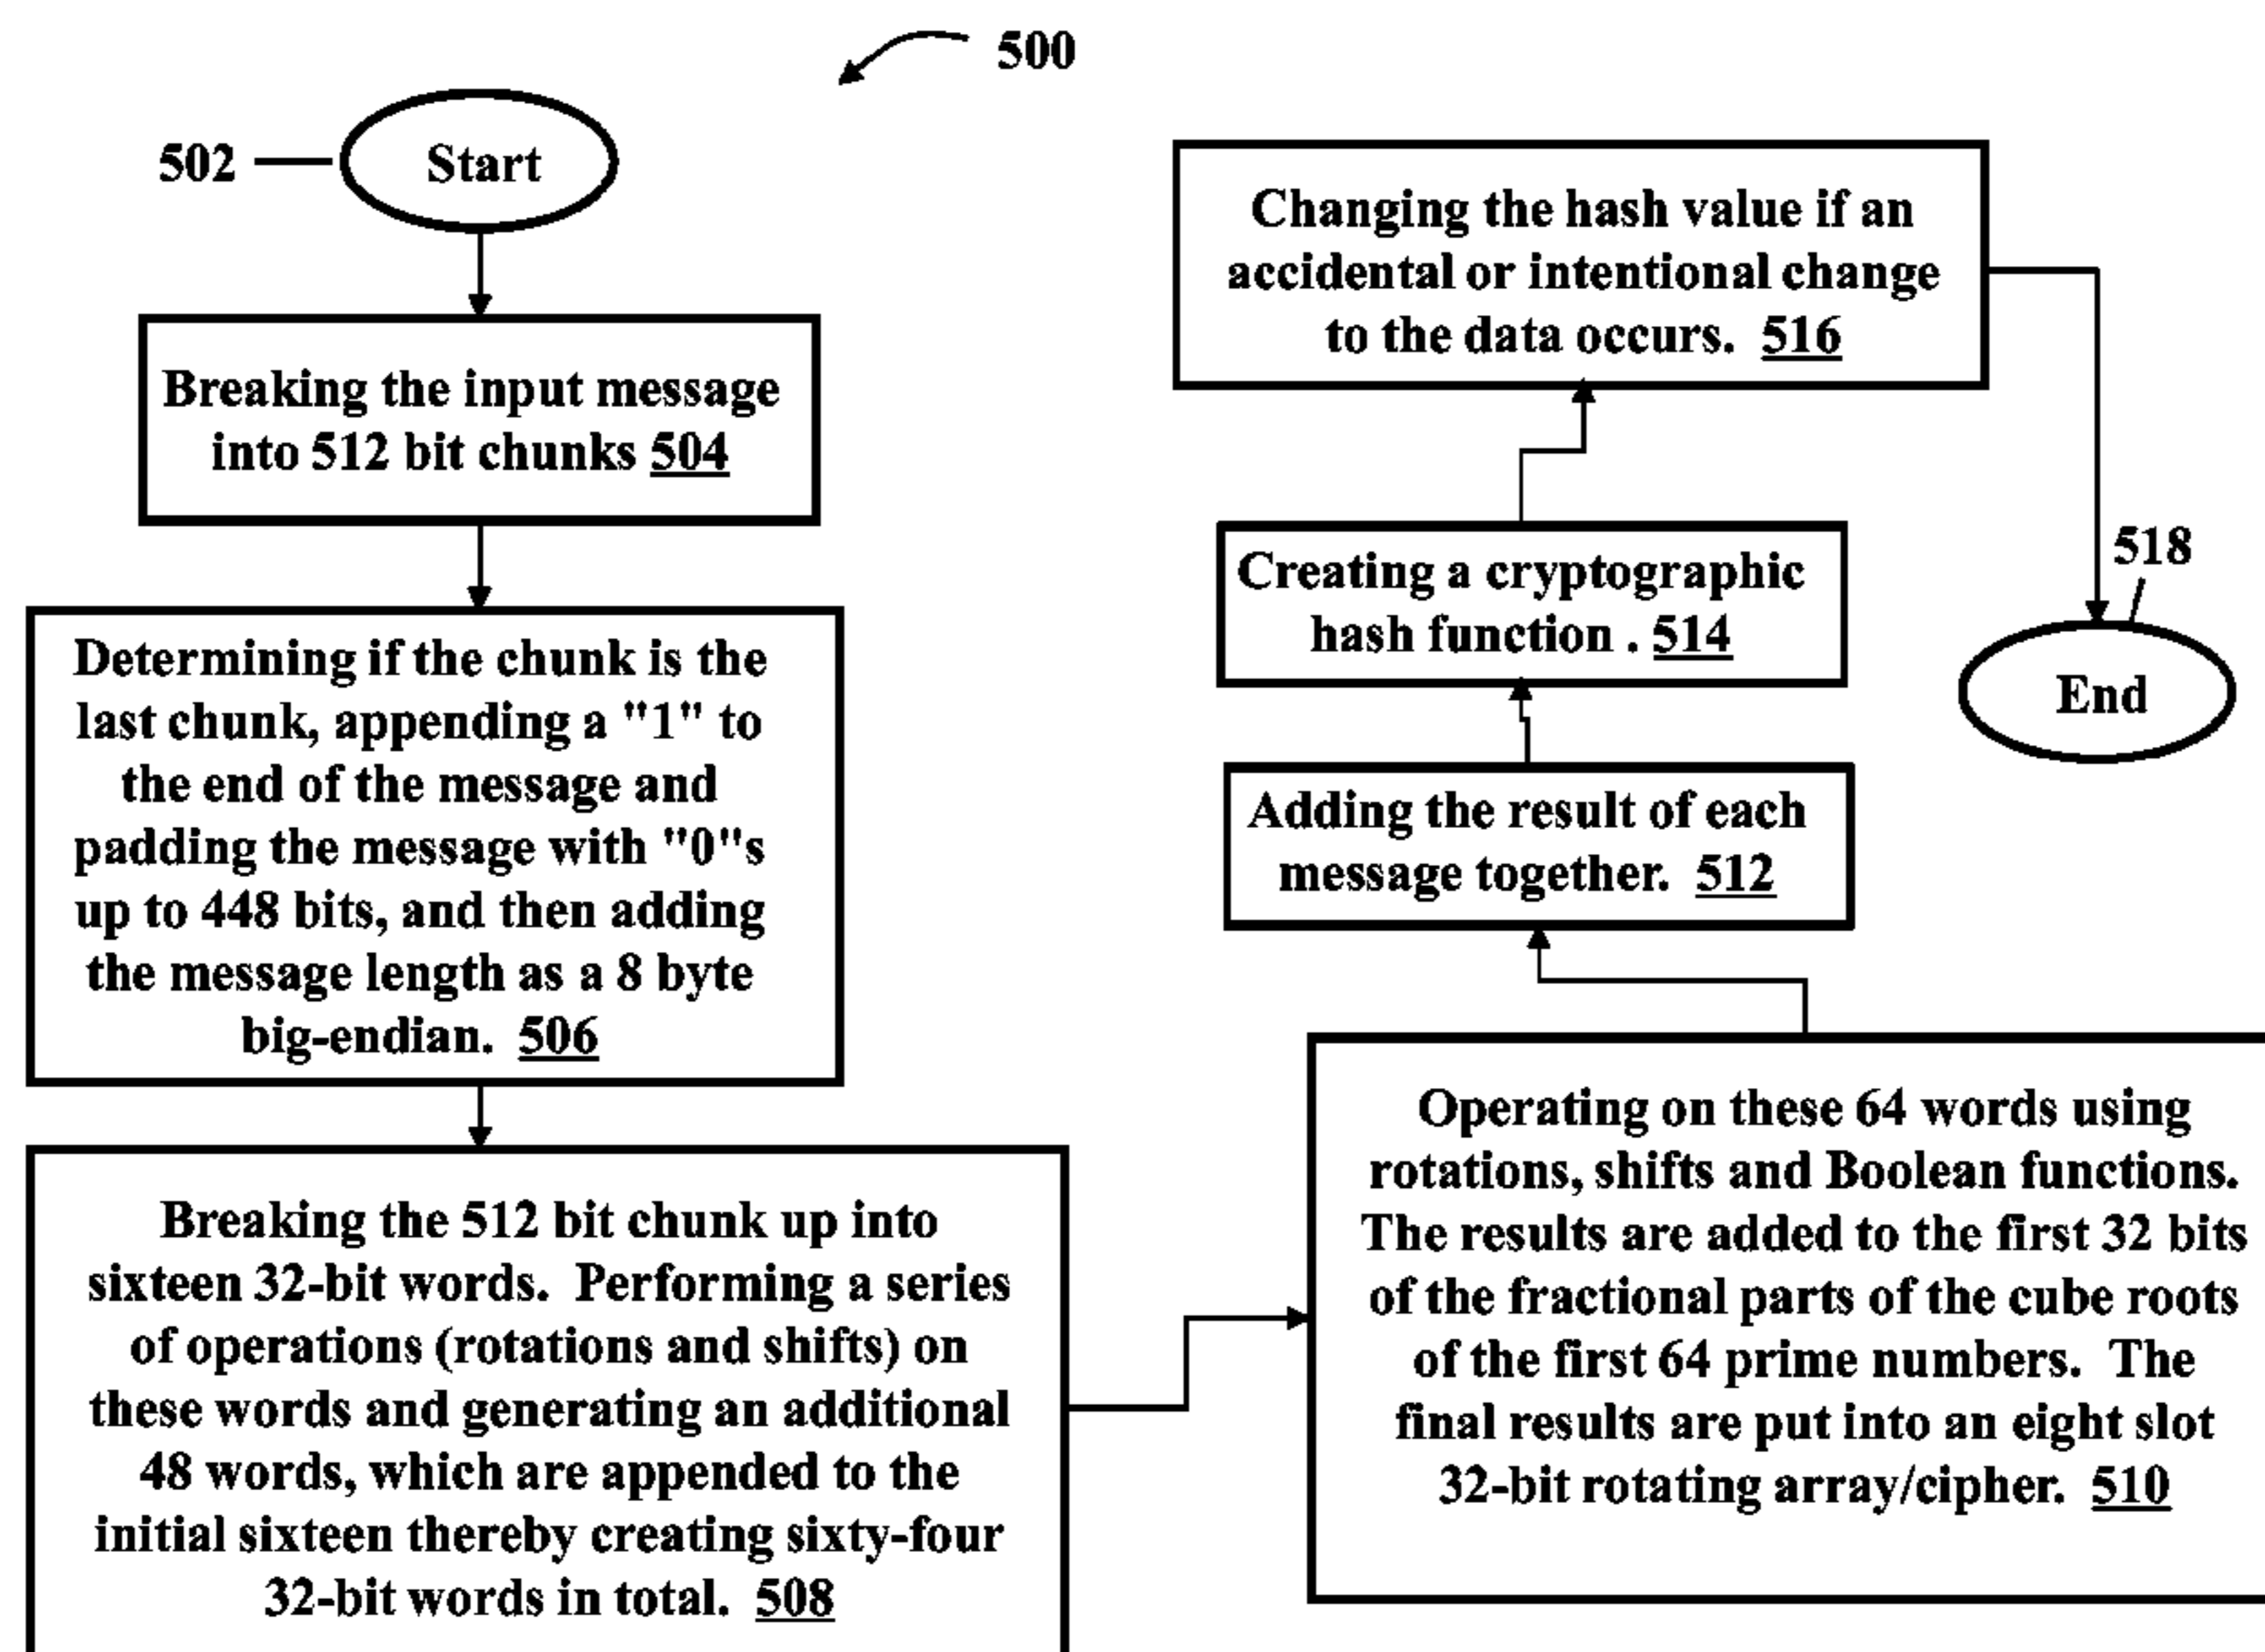 500
502
Start
Breaking the input message
into 512 bit chunks 504
Determining if the chunk is the
last chunk, appending a "1" to
the end of the message and
padding the message with "0"s
up to 448 bits, and then adding
the message length as a 8 byte
big-endian. 506
Breaking the 512 bit chunk up into
sixteen 32-bit words. Performing a series
of operations (rotations and shifts) on
these words and generating an additional
48 words, which are appended to the
initial sixteen thereby creating sixty-four
32-bit words in total. 508
Operating on these 64 words using
rotations, shifts and Boolean functions.
The results are added to the first 32 bits
of the fractional parts of the cube roots
of the first 64 prime numbers. The
final results are put into an eight slot
32-bit rotating array/cipher. 510
Adding the result of each
message together. 512
Creating a cryptographic
hash function . 514
Changing the hash value if an
accidental or intentional change
to the data occurs. 516
518
End